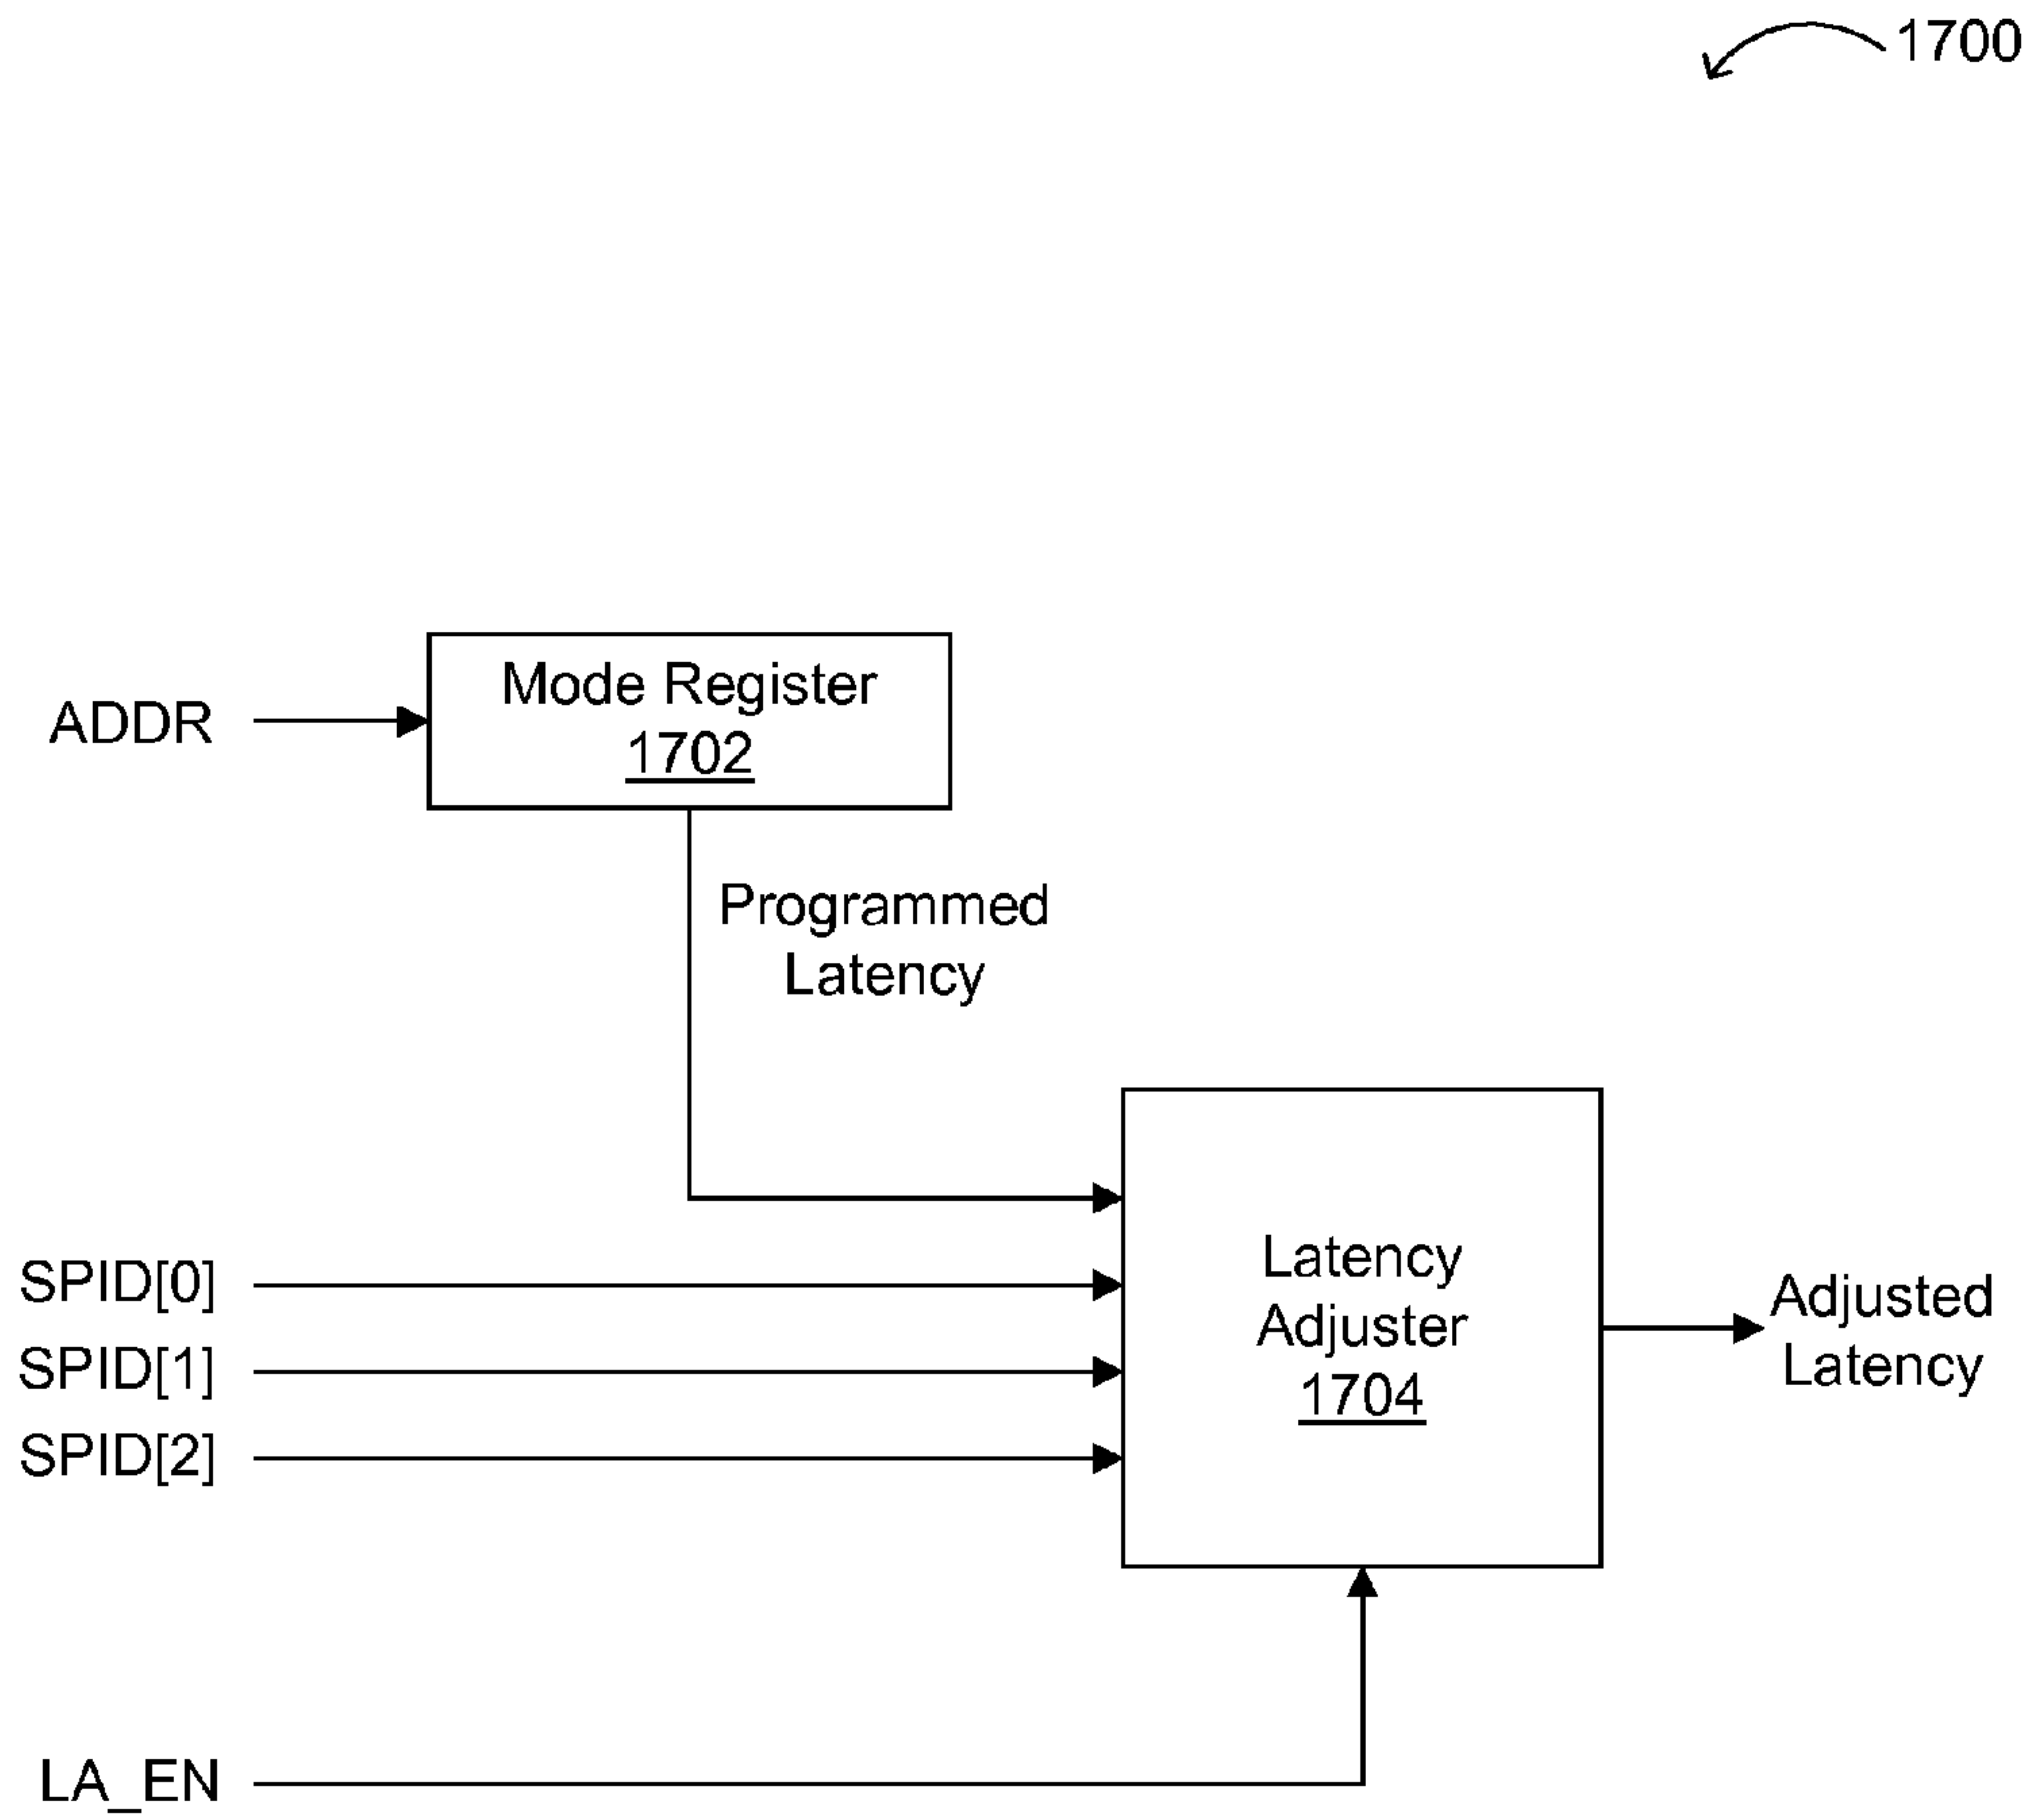 1700
ADDR
Mode Register
1702
Programmed
Latency
SPID[0]
SPID[1]
SPID[2]
Latency
Adjuster
1704
Adjusted
Latency
LA_EN